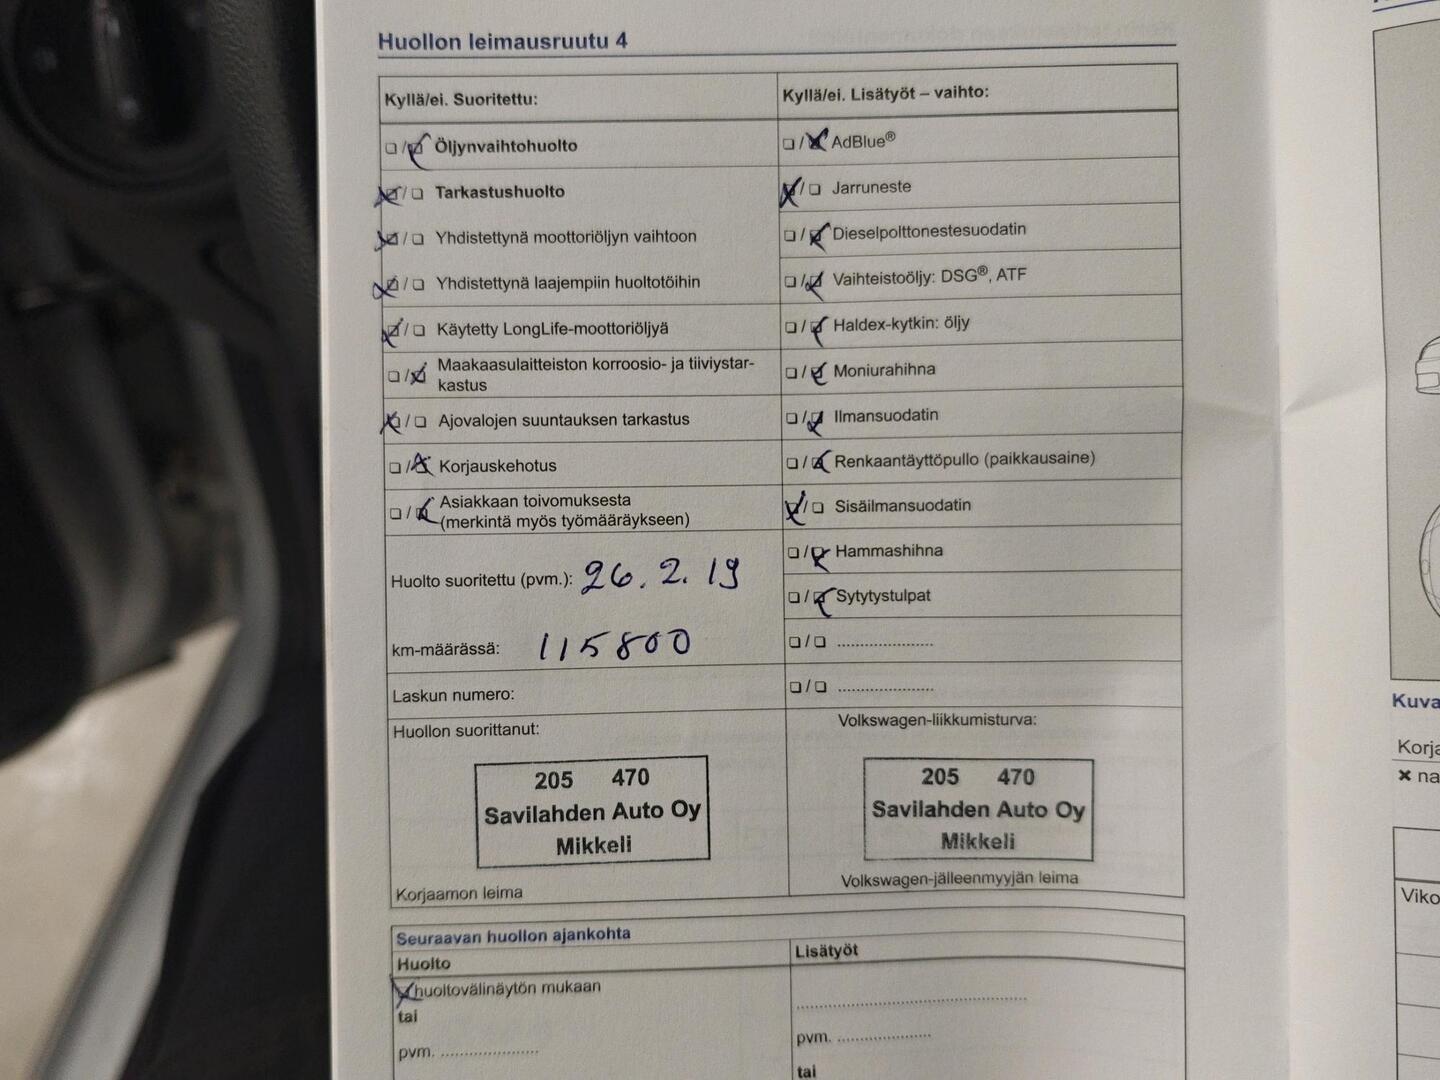 Huollon leimausruutu 4
Kyllä/ei. Suoritettu:
Öljynvaihtohuolto
Tarkastushuolto
Yhdistettynä moottoriöljyn vaihtoon
Yhdistettynä laajempiin huoltotöihin
Käytetty LongLife-moottoriöljyä
Maakaasulaitteiston korroosio- ja tiiviystar-
kastus
Ajovalojen suuntauksen tarkastus
Korjauskehotus
Asiakkaan toivomuksesta
(merkintä myös työmääräykseen)
Huolto suoritettu (pvm.): 26.2.19
km-määrässä: 115800
Laskun numero:
Huollon suorittanut:
205 470
Savilahden Auto Oy
Mikkeli
Korjaamon leima
Kyllä/ei. Lisätyöt – vaihto:
AdBlue®
Jarruneste
Dieselpolttonestesuodatin
Vaihteistoöljy: DSG®, ATF
Haldex-kytkin: öljy
Moniurahihna
Ilmansuodatin
Renkaantäyttöpullo (paikkausaine)
Sisäilmansuodatin
Hammashihna
Sytytystulpat
Volkswagen-liikkumisturva:
205 470
Savilahden Auto Oy
Mikkeli
Volkswagen-jälleenmyyjän leima
Seuraavan huollon ajankohta
Huolto
huoltovälinäytön mukaan
tai
pvm. ......................
Lisätyöt
pvm. .....................
tai
Kuva
Korja
✖ na
Viko